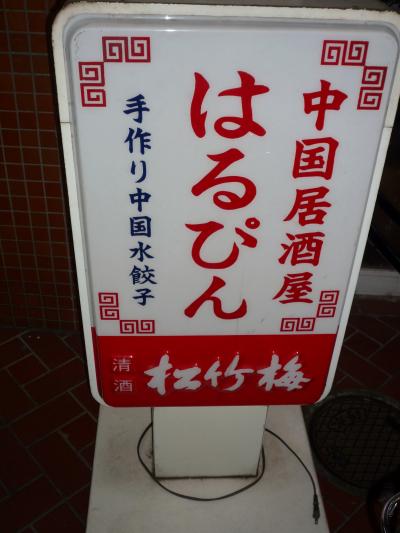 中国居酒屋
はるぴん
手作り中国水餃子
清酒
松竹梅